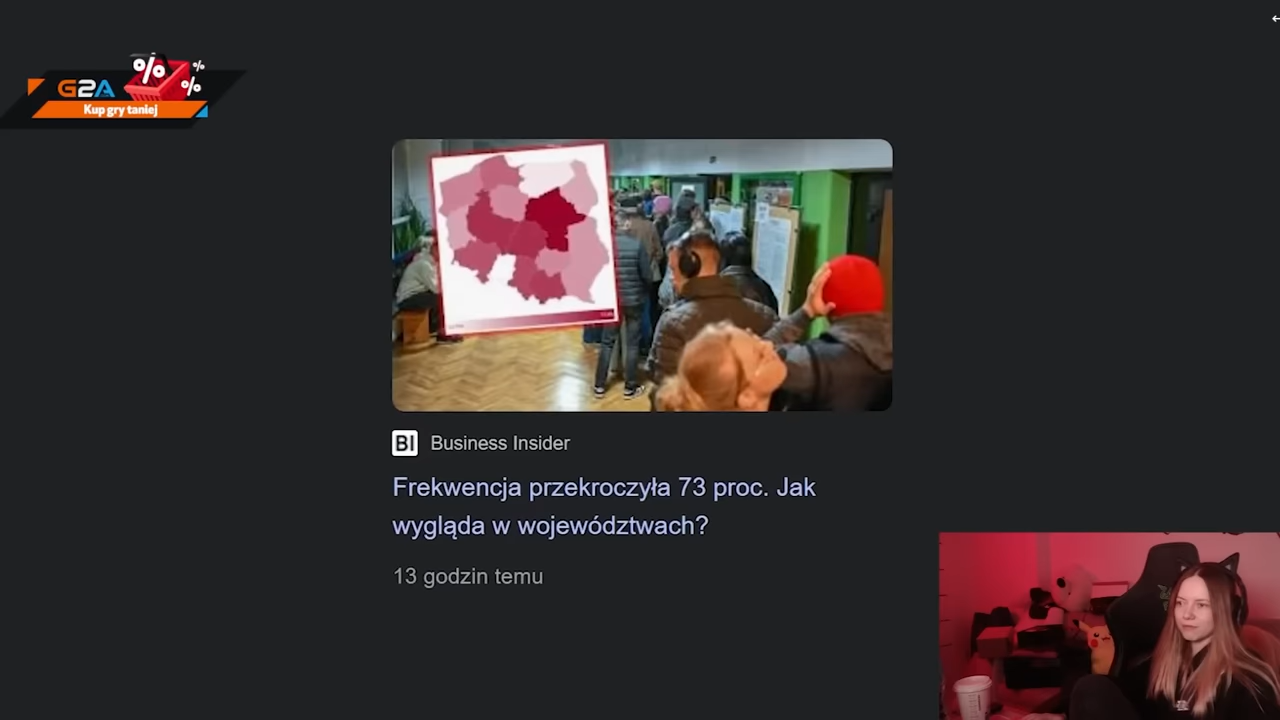 %
%
%
G2A
Kup gry taniej
BI Business Insider
Frekwencja przekroczyła 73 proc. Jak
wygląda w województwach?
13 godzin temu